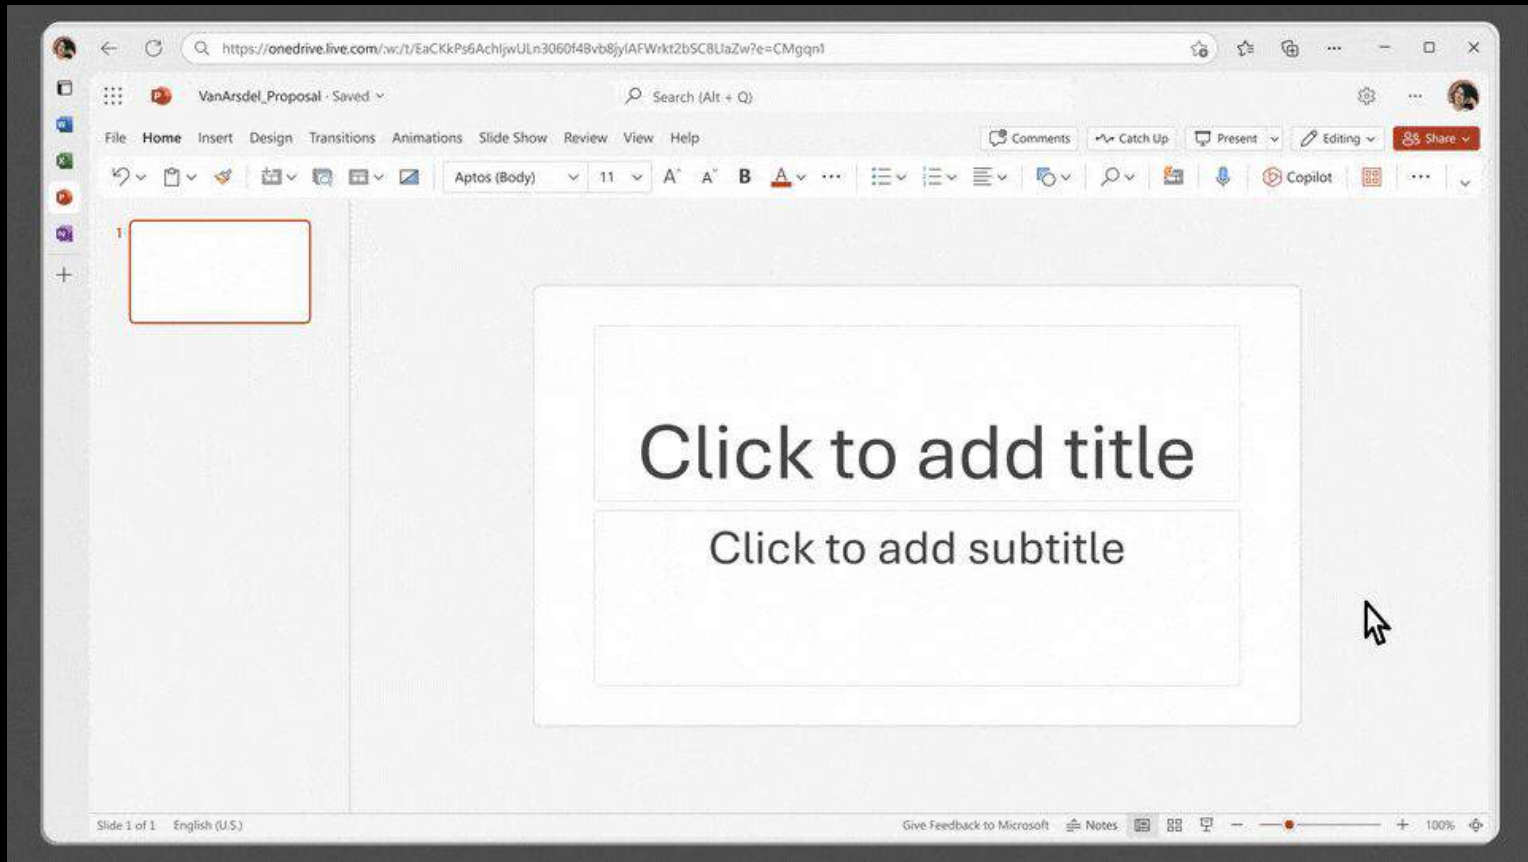 https://onedrive.live.com/:w:/t/EaCKkPs6AchIjwULn3060f4Bvb8jylAFWrkt2bSC8UaZw?e=CMgqn1
VanArsdel_Proposal · Saved
Search (Alt + Q)
File Home Insert Design Transitions Animations Slide Show Review View Help
Comments Catch Up Present Editing Share
Aptos (Body) 11 A A B A Copilot
1
Click to add title
Click to add subtitle
Slide 1 of 1 English (U.S.)
Give Feedback to Microsoft Notes 100%